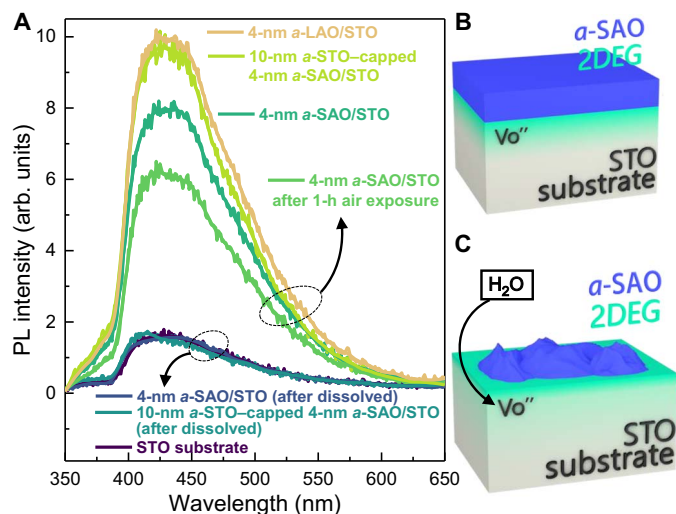 A
PL intensity (arb. units)
10
8
6
4
2
0
4-nm a-LAO/STO
10-nm a-STO–capped
4-nm a-SAO/STO
4-nm a-SAO/STO
4-nm a-SAO/STO
after 1-h air exposure
4-nm a-SAO/STO (after dissolved)
10-nm a-STO–capped 4-nm a-SAO/STO
(after dissolved)
STO substrate
350 400 450 500 550 600 650
Wavelength (nm)
B
a-SAO
2DEG
Vo¨
STO
substrate
C
H₂O
a-SAO
2DEG
Vo¨
STO
substrate